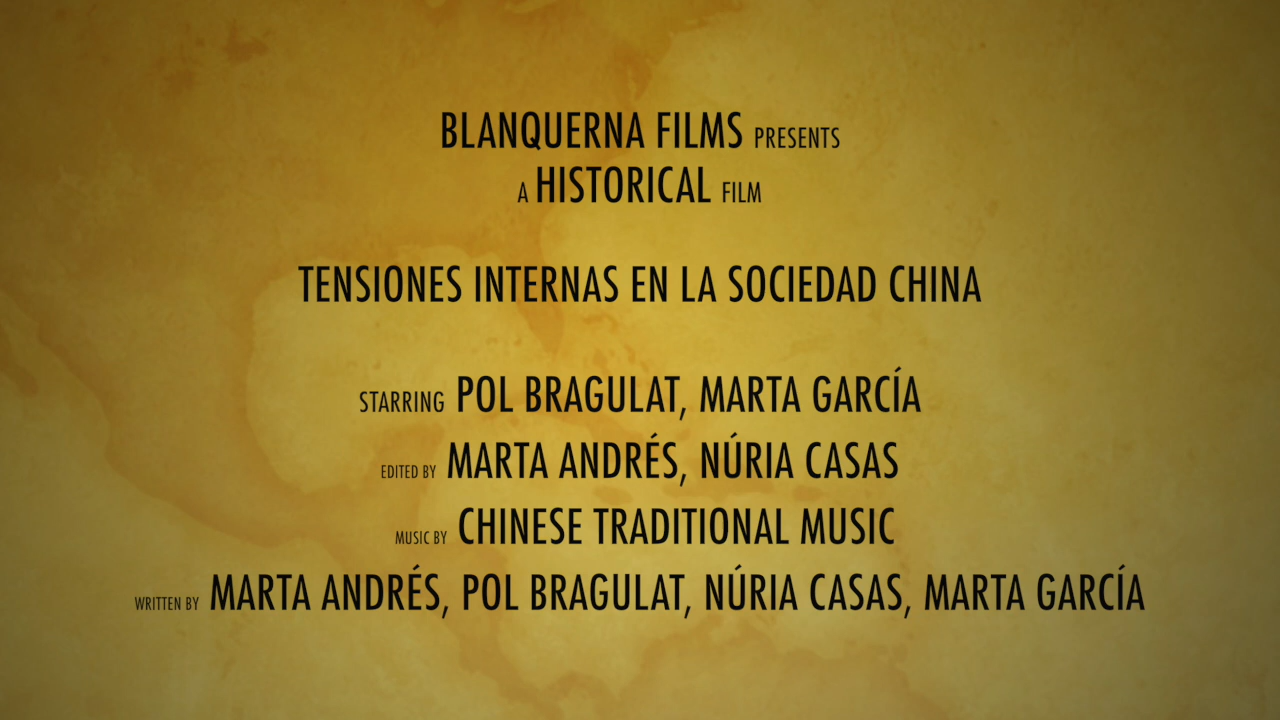 BLANQUERNA FILMS PRESENTS
A HISTORICAL FILM
TENSIONES INTERNAS EN LA SOCIEDAD CHINA
STARRING POL BRAGULAT, MARTA GARCÍA
EDITED BY MARTA ANDRÉS, NÚRIA CASAS
MUSIC BY CHINESE TRADITIONAL MUSIC
WRITTEN BY MARTA ANDRÉS, POL BRAGULAT, NÚRIA CASAS, MARTA GARCÍA